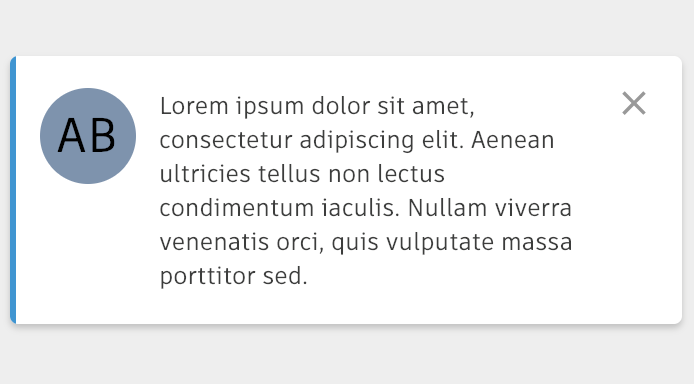 AB
Lorem ipsum dolor sit amet,
consectetur adipiscing elit. Aenean
ultricies tellus non lectus
condimentum iaculis. Nullam viverra
venenatis orci, quis vulputate massa
porttitor sed.